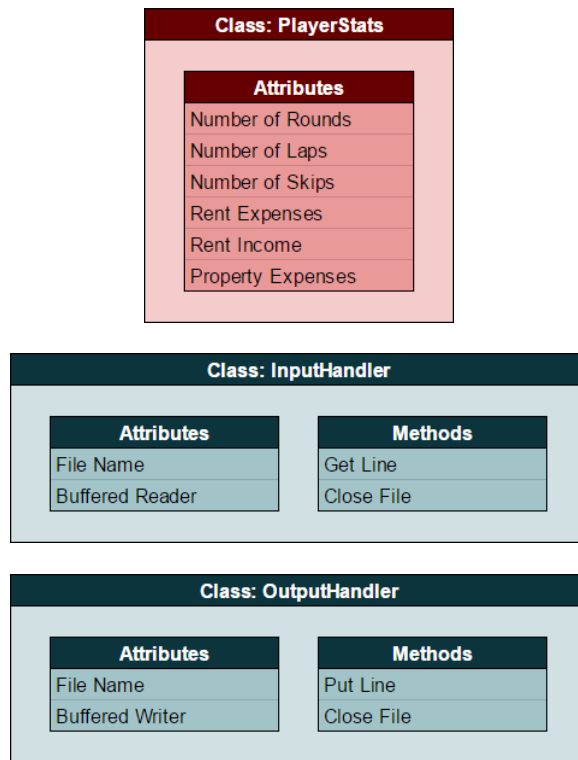 Class: PlayerStats
Attributes
Number of Rounds
Number of Laps
Number of Skips
Rent Expenses
Rent Income
Property Expenses
Class: InputHandler
Attributes
File Name
Buffered Reader
Methods
Get Line
Close File
Class: OutputHandler
Attributes
File Name
Buffered Writer
Methods
Put Line
Close File